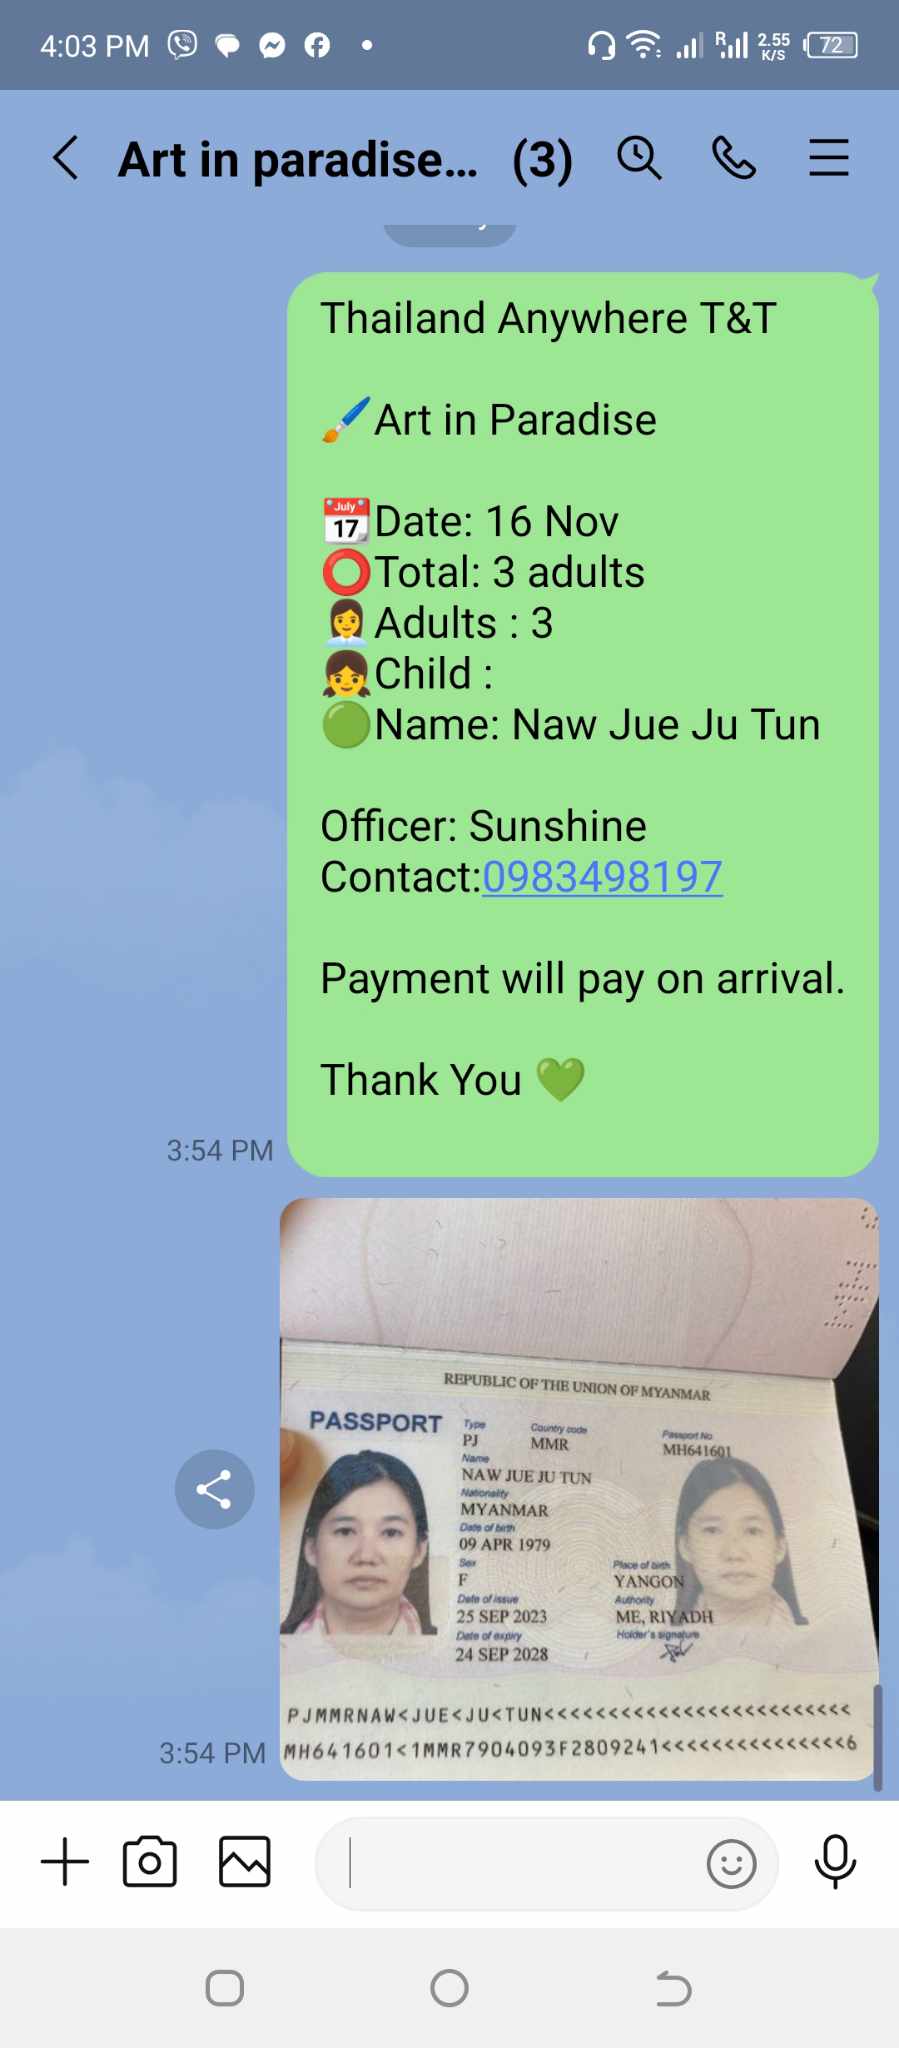 4:03 PM
R
2.55
K/S
72
Art in paradise... (3)
Thailand Anywhere T&T
🖌️Art in Paradise
📅Date: 16 Nov
⭕Total: 3 adults
👩‍💼Adults : 3
👧Child :
🟢Name: Naw Jue Ju Tun
Officer: Sunshine
Contact:0983498197
Payment will pay on arrival.
Thank You 💚
3:54 PM
REPUBLIC OF THE UNION OF MYANMAR
PASSPORT
Type Country code Passport No
PJ MMR MH641601
Name
NAW JUE JU TUN
Nationality
MYANMAR
Date of birth
09 APR 1979
Sex Place of birth
F YANGON
Date of issue Authority
25 SEP 2023 ME, RIYADH
Date of expiry Holder's signature
24 SEP 2028
PJMMRNAW<JUE<JU<TUN<<<<<<<<<<<<<<<<<<<<<<<<<
MH641601<1MMR7904093F2809241<<<<<<<<<<<<<<<6
3:54 PM